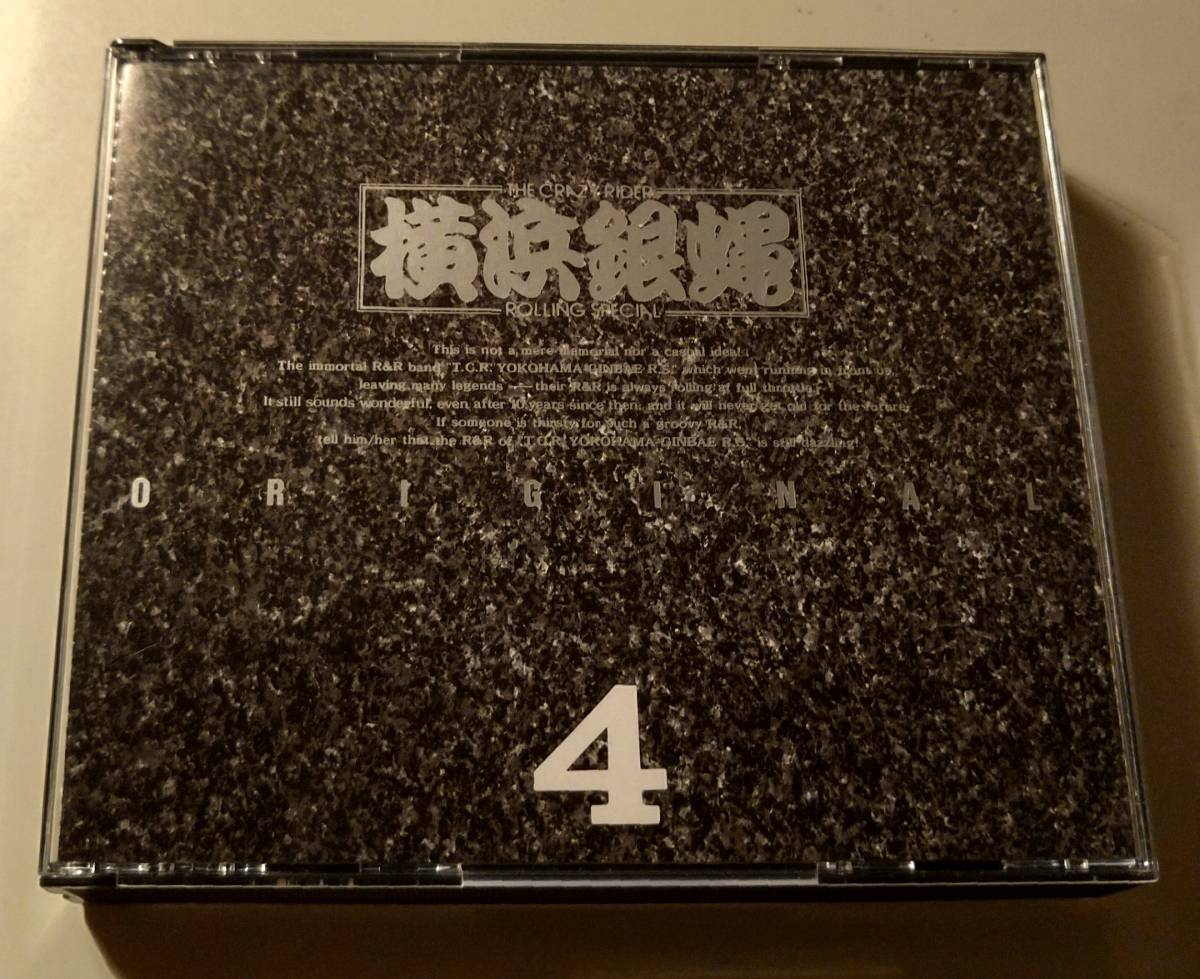 THE CRAZY RIDER
横浜銀蝿
ROLLING SPECIAL
This is not a mere memorial nor a casual idea!
The immortal R&R band "T.C.R. YOKOHAMA GINBAE R.S." which went running in front us,
leaving many legends — their R&R is always rolling at full throttle.
It still sounds wonderful, even after 10 years since then, and it will never get old for the future.
If someone is thirsty for such a groovy R&R,
tell him/her that the R&R of "T.C.R. YOKOHAMA GINBAE R.S." is still dazzling!
ORIGINAL
4